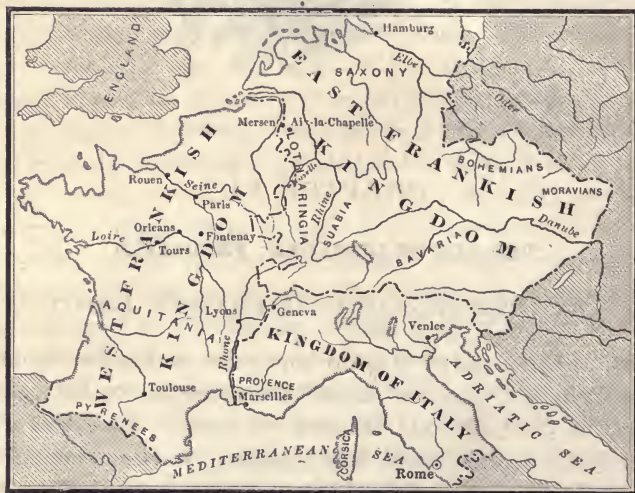 Hamburg
ENGLAND
Elbe
SAXONY
Oder
EAST FRANKISH KINGDOM
Mersen
Aix-la-Chapelle
BOHEMIANS
MORAVIANS
LOTHARINGIA
Moselle
Rouen
Seine
Paris
Rhine
SUABIA
Danube
WEST FRANKISH KINGDOM
Orleans
Fontenay
Loire
Tours
BAVARIA
AQUITANIA
Lyons
Geneva
Venice
Rhone
KINGDOM OF ITALY
ADRIATIC SEA
PROVENCE
Toulouse
Marseilles
PYRENEES
MEDITERRANEAN SEA
CORSICA
Rome